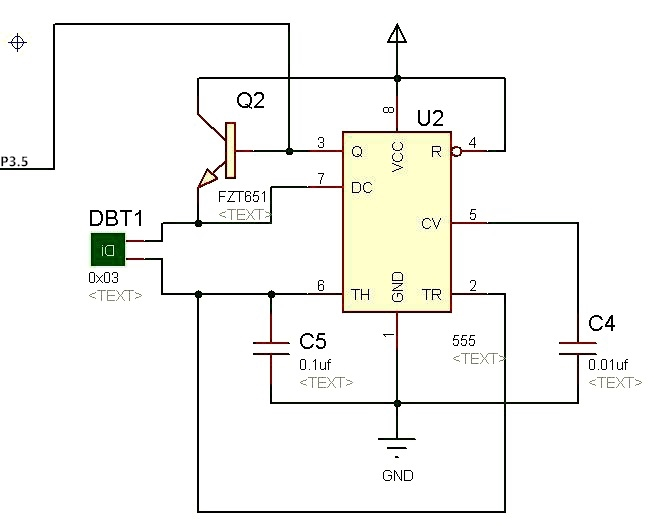 Q2
U2
P3.5
8
3
Q
VCC
R
4
7
DC
FZT651
<TEXT>
DBT1
Di
0x03
<TEXT>
CV
5
6
TH
GND
TR
2
1
C5
0.1uf
<TEXT>
555
<TEXT>
C4
0.01uf
<TEXT>
GND